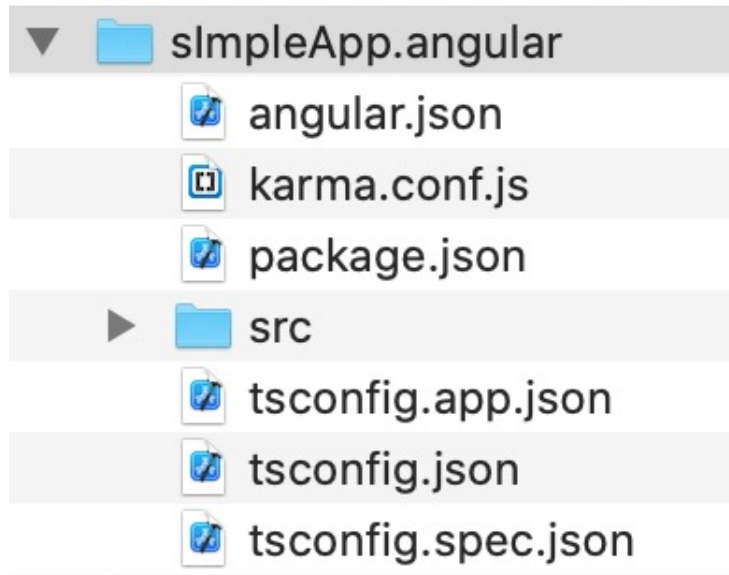 sImpleApp.angular
angular.json
karma.conf.js
package.json
src
tsconfig.app.json
tsconfig.json
tsconfig.spec.json